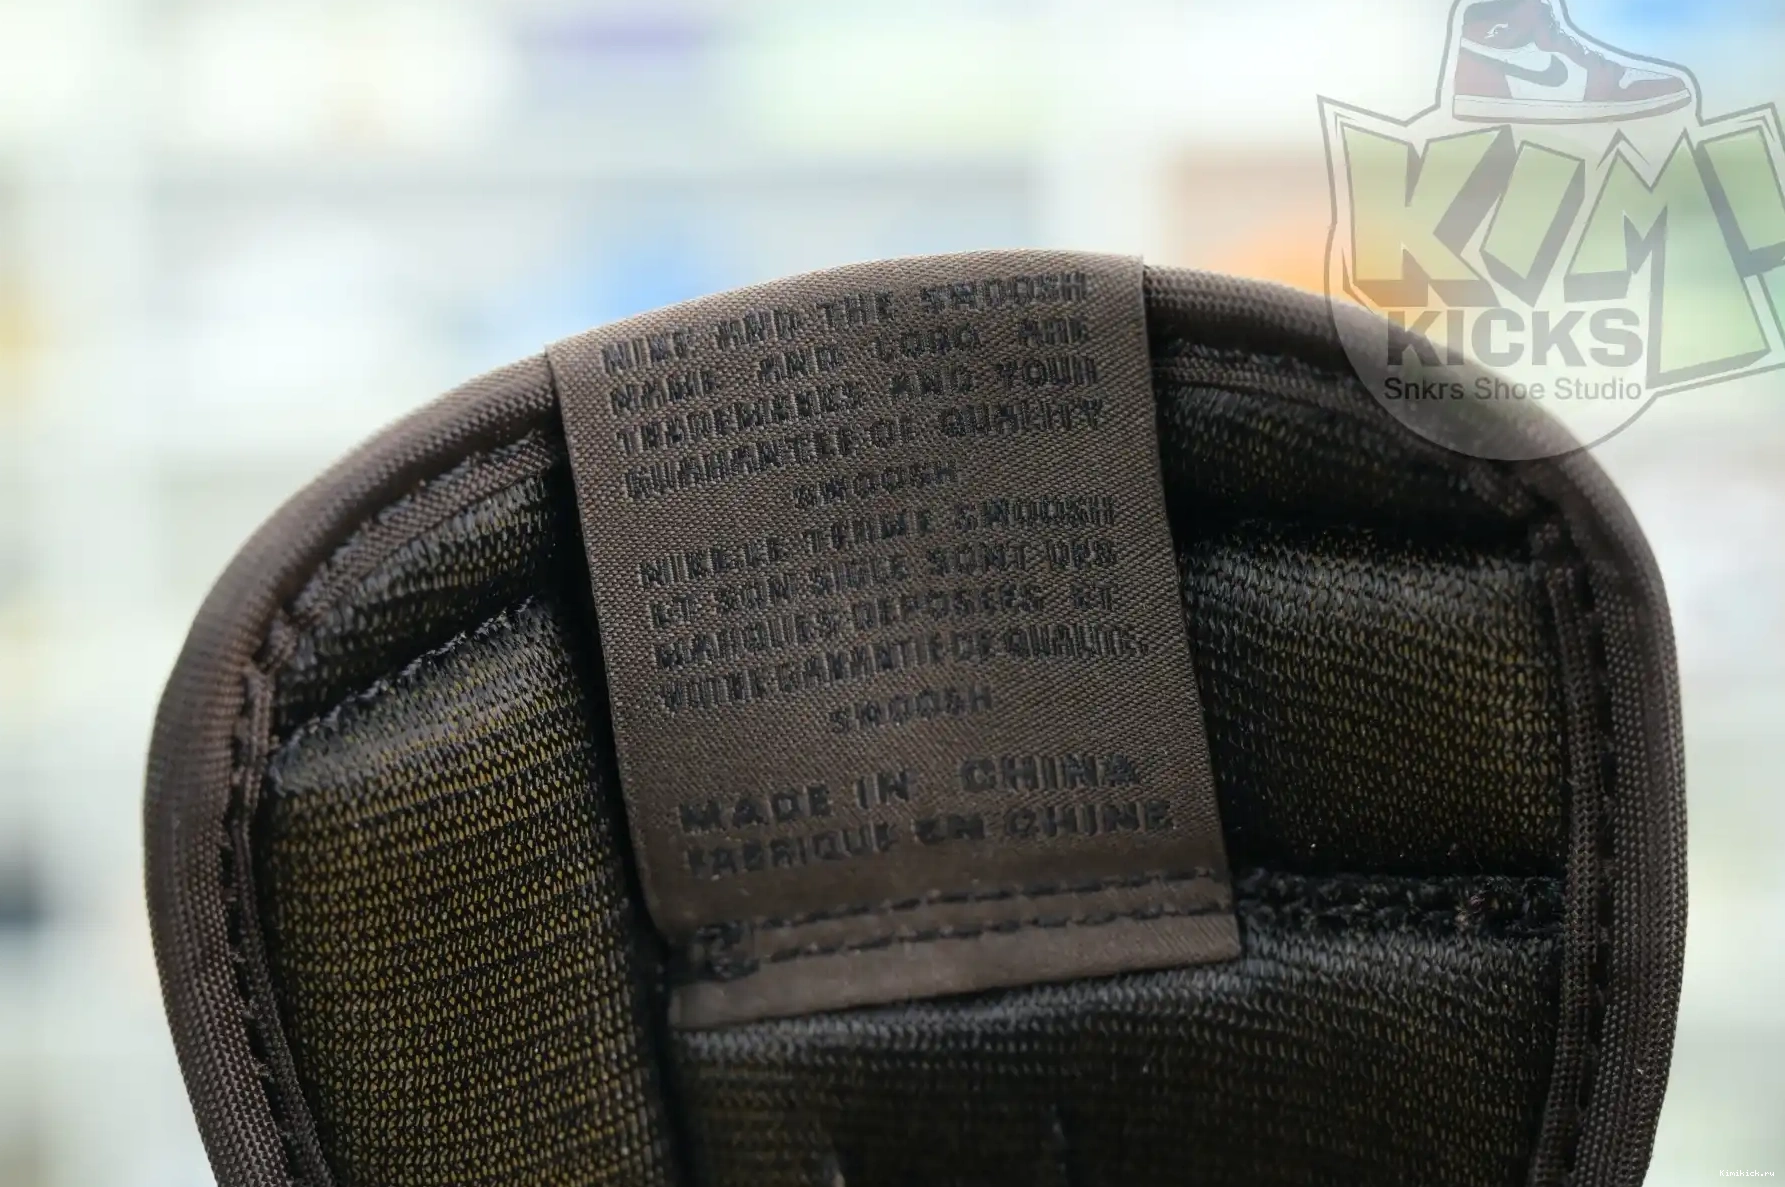 NIKE AND THE SWOOSH
NAME AND LOGO ARE
TRADEMARKS AND YOUR
GUARANTEE OF QUALITY
SWOOSH
NIKE,LE TERME SWOOSH
ET SON SIGLE SONT DES
MARQUES DEPOSEES ET
VOTRE GARANTIE DE QUALITE.
SWOOSH
MADE IN CHINA
FABRIQUE EN CHINE
KIM
KICKS
Snkrs Shoe Studio
Kimikich.ru